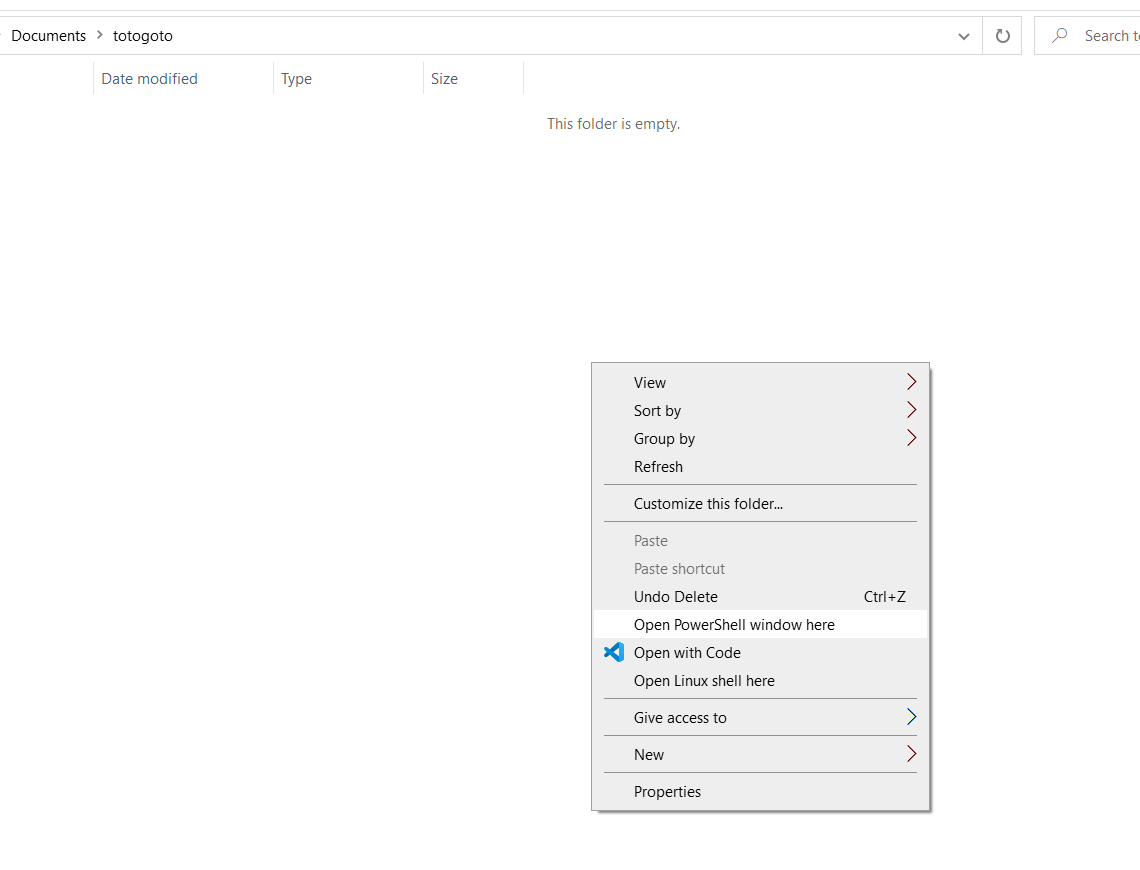 Documents > totogoto
Search to
Date modified Type Size
This folder is empty.
View
Sort by
Group by
Refresh
Customize this folder...
Paste
Paste shortcut
Undo Delete Ctrl+Z
Open PowerShell window here
Open with Code
Open Linux shell here
Give access to
New
Properties